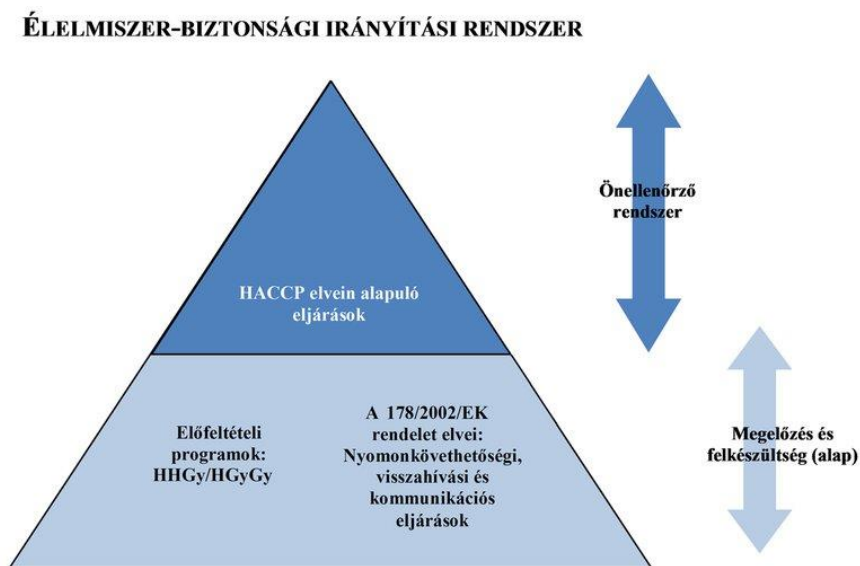 ÉLELMISZER-BIZTONSÁGI IRÁNYÍTÁSI RENDSZER
Önellenőrző
rendszer
HACCP elvein alapuló
eljárások
Előfeltételi
programok:
HHGy/HGyGy
A 178/2002/EK
rendelet elvei:
Nyomonkövethetőségi,
visszahívási és
kommunikációs
eljárások
Megelőzés és
felkészültség (alap)